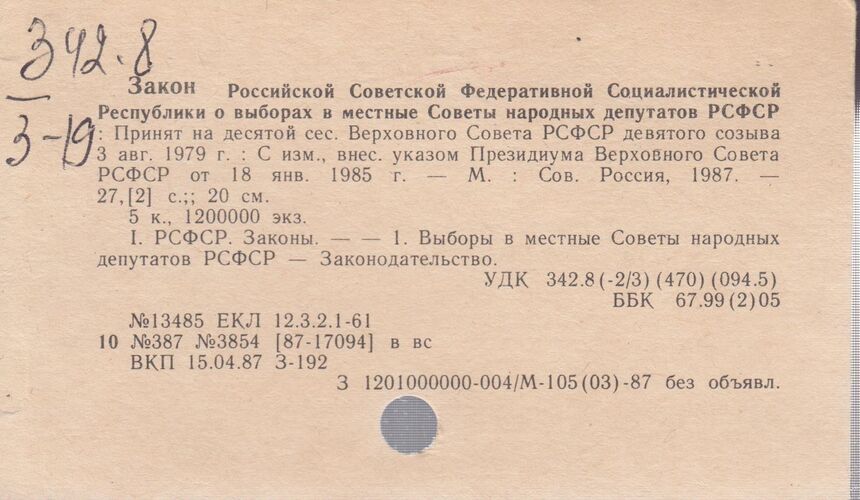 342.8
З-19
Закон Российской Советской Федеративной Социалистической
Республики о выборах в местные Советы народных депутатов РСФСР
: Принят на десятой сес. Верховного Совета РСФСР девятого созыва
3 авг. 1979 г. : С изм., внес. указом Президиума Верховного Совета
РСФСР от 18 янв. 1985 г. — М. : Сов. Россия, 1987. —
27,[2] с.;; 20 см.
5 к., 1200000 экз.
I. РСФСР. Законы. — — 1. Выборы в местные Советы народных
депутатов РСФСР — Законодательство.
УДК 342.8(-2/3)(470)(094.5)
ББК 67.99(2)05
№13485 ЕКЛ 12.3.2.1-61
10 №387 №3854 [87-17094] в вс
ВКП 15.04.87 З-192
З 1201000000-004/М-105(03)-87 без объявл.